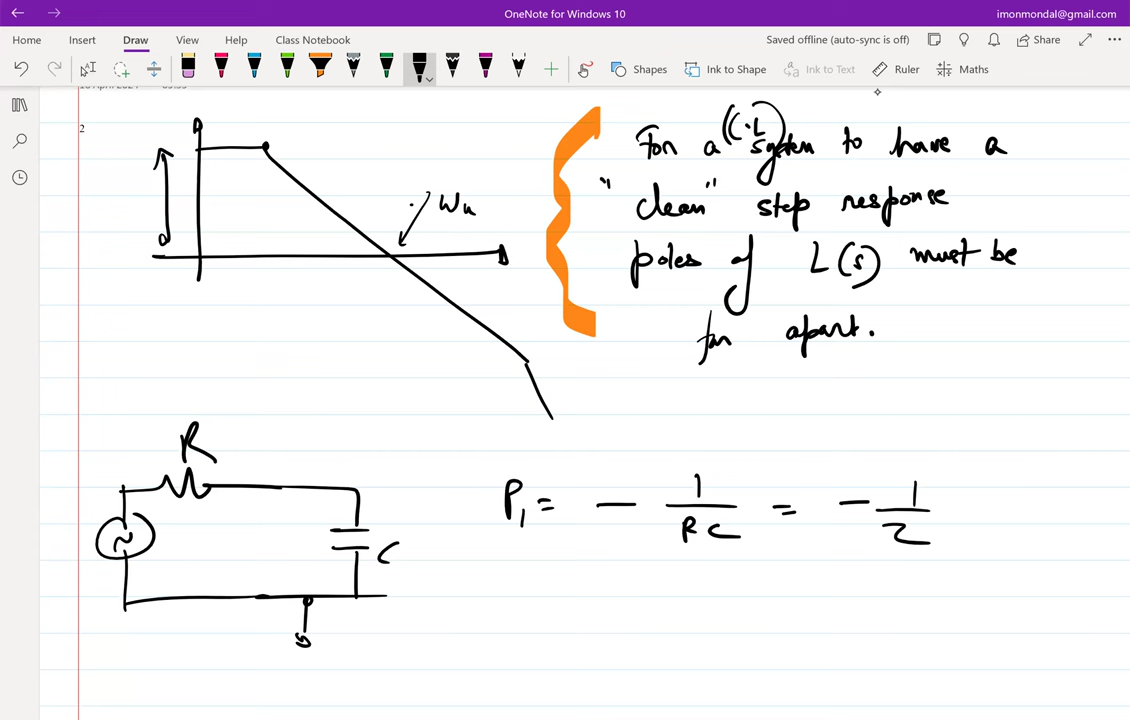 OneNote for Windows 10
imonmondal@gmail.com
Home Insert Draw View Help Class Notebook
Saved offline (auto-sync is off)
Share
Shapes
Ink to Shape
Ink to Text
Ruler
Maths
2
For a (C.L) system to have a
"clean" step response
poles of L(s) must be
far apart.
ωu
R
C
P₁ = - 1/RC = - 1/τ